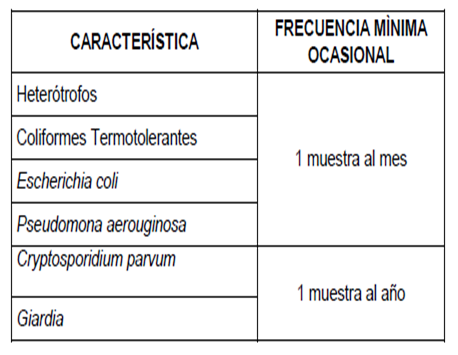 CARACTERÍSTICA
FRECUENCIA MÌNIMA
OCASIONAL
Heterótrofos
Coliformes Termotolerantes
Escherichia coli
Pseudomona aerouginosa
1 muestra al mes
Cryptosporidium parvum
Giardia
1 muestra al año